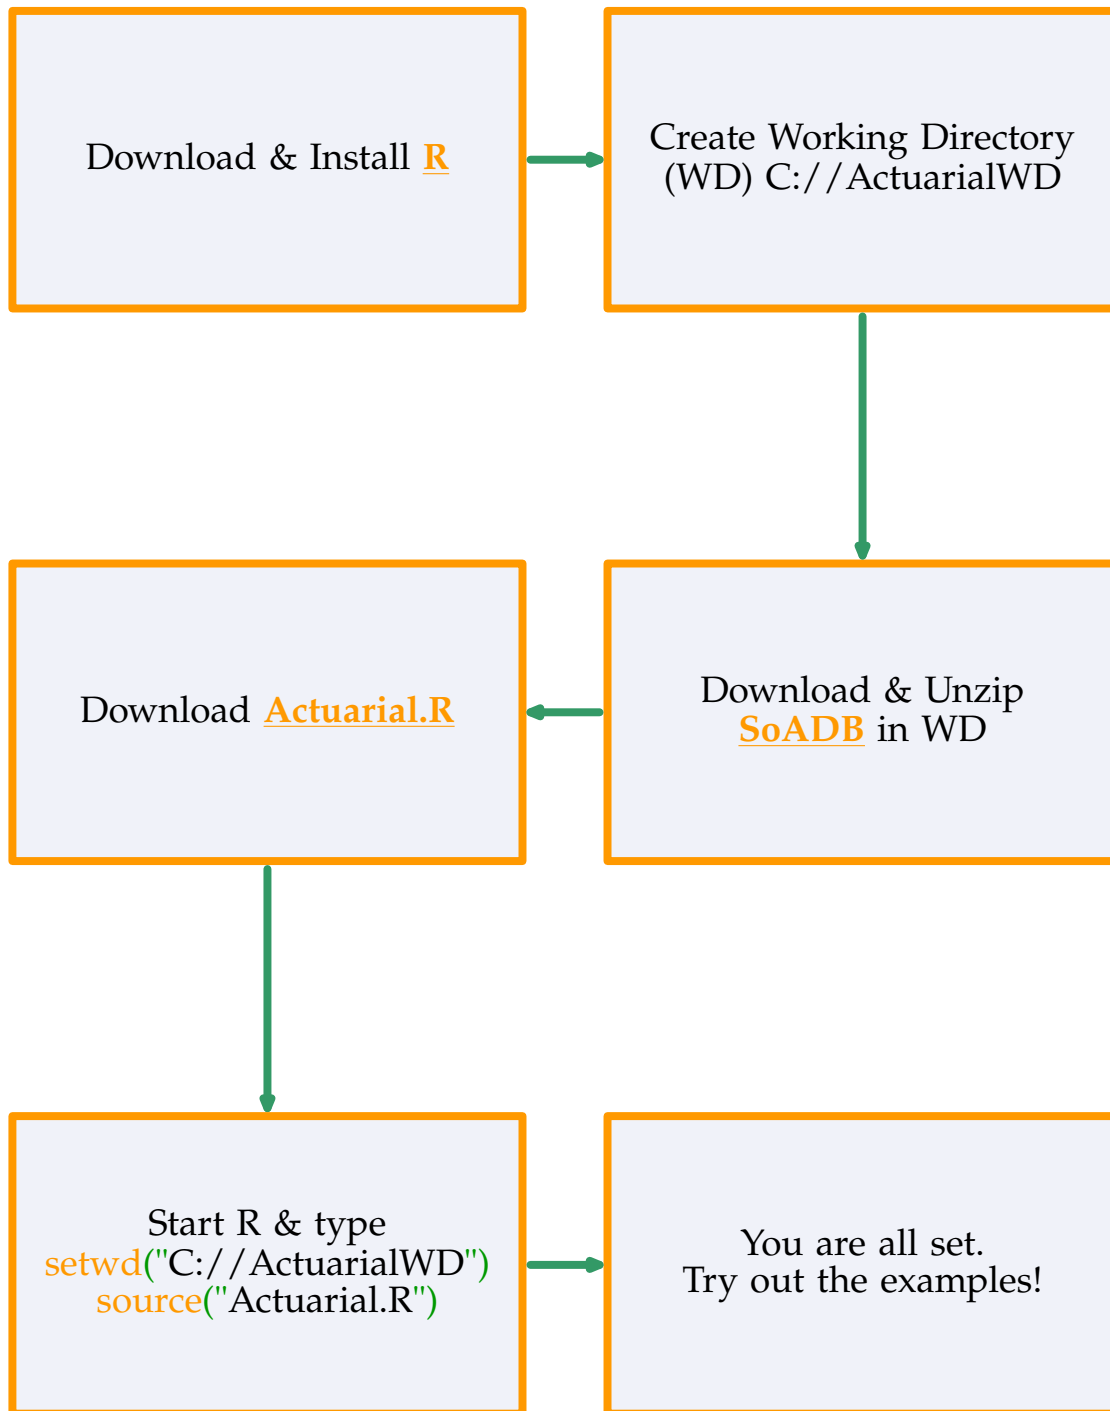 Download & Install R
Create Working Directory
(WD) C://ActuarialWD
Download & Unzip
SoADB in WD
Download Actuarial.R
Start R & type
setwd("C://ActuarialWD")
source("Actuarial.R")
You are all set.
Try out the examples!